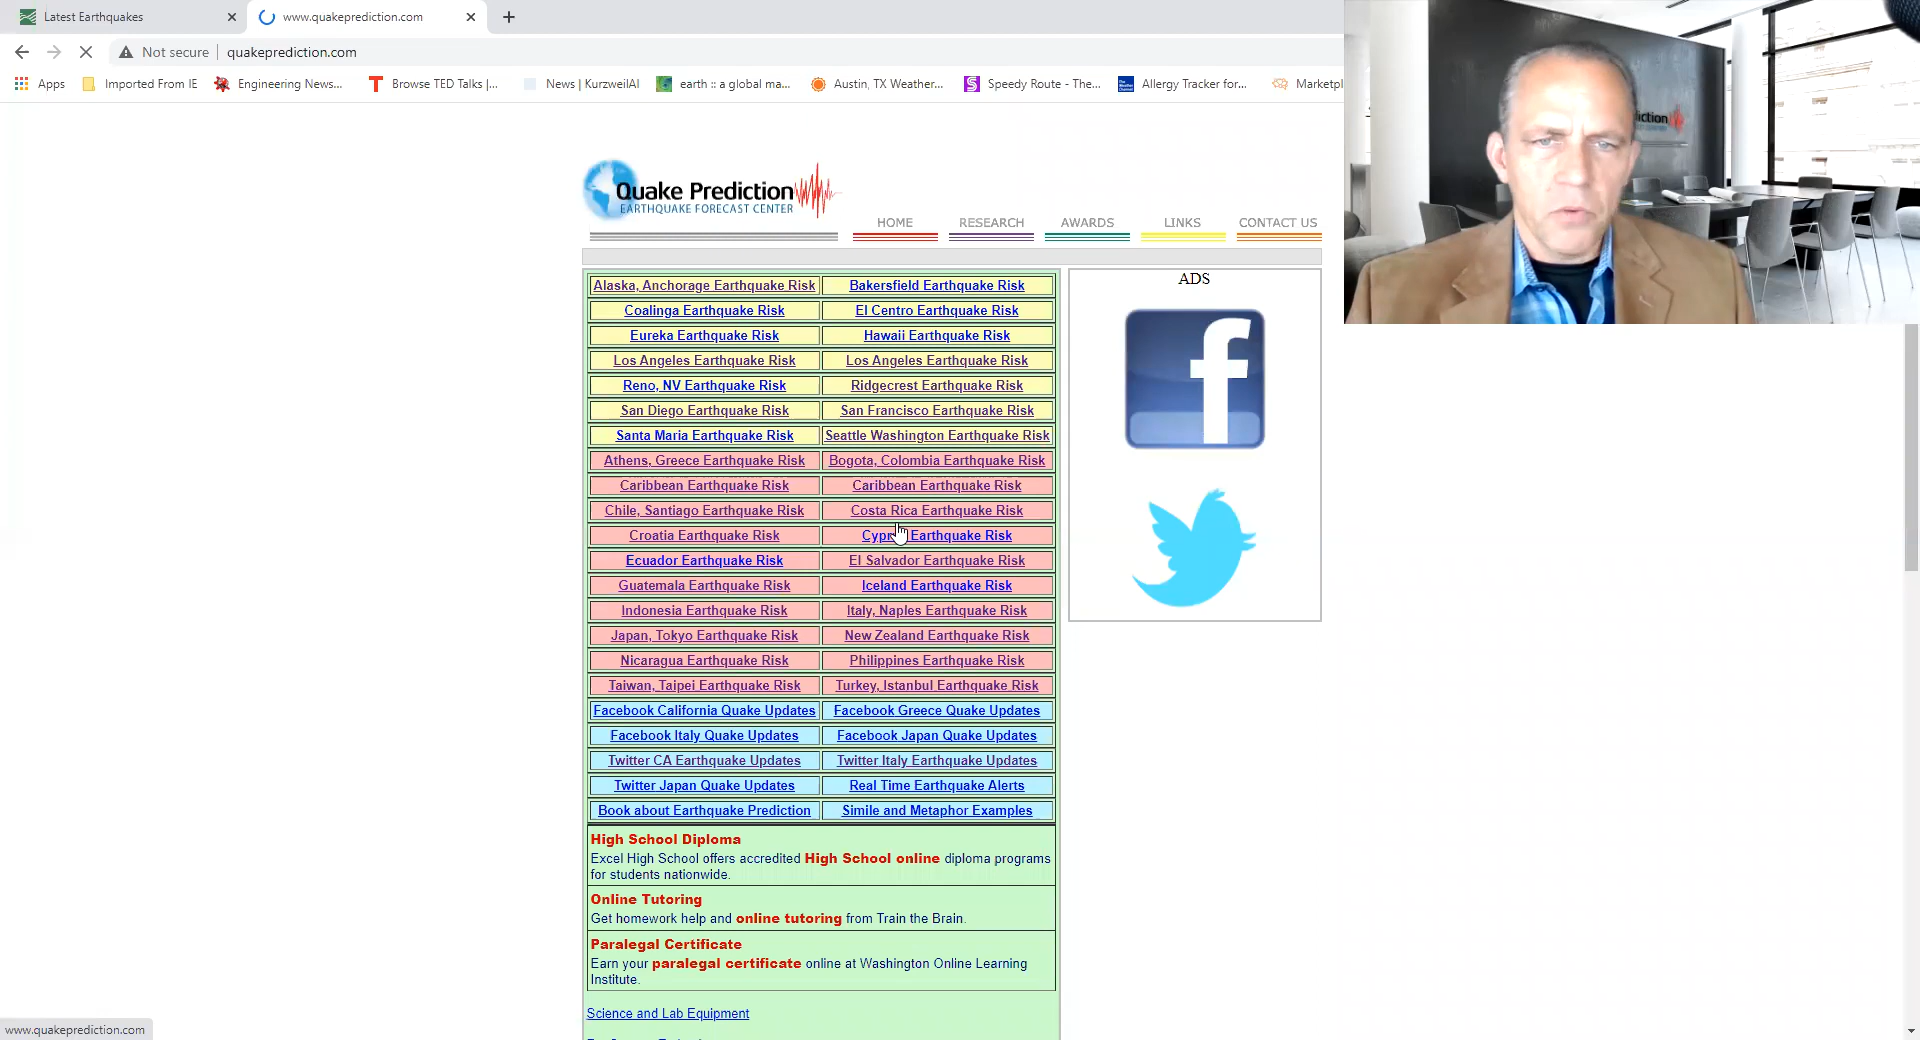 Latest Earthquakes
www.quakeprediction.com
Not secure
quakeprediction.com
Apps
Imported From IE
Engineering News...
Browse TED Talks |...
News | KurzweilAI
earth :: a global ma...
Austin, TX Weather...
Speedy Route - The...
Allergy Tracker for...
Marketpl
Quake Prediction
EARTHQUAKE FORECAST CENTER
HOME
RESEARCH
AWARDS
LINKS
CONTACT US
ADS
Alaska, Anchorage Earthquake Risk
Bakersfield Earthquake Risk
Coalinga Earthquake Risk
El Centro Earthquake Risk
Eureka Earthquake Risk
Hawaii Earthquake Risk
Los Angeles Earthquake Risk
Los Angeles Earthquake Risk
Reno, NV Earthquake Risk
Ridgecrest Earthquake Risk
San Diego Earthquake Risk
San Francisco Earthquake Risk
Santa Maria Earthquake Risk
Seattle Washington Earthquake Risk
Athens, Greece Earthquake Risk
Bogota, Colombia Earthquake Risk
Caribbean Earthquake Risk
Caribbean Earthquake Risk
Chile, Santiago Earthquake Risk
Costa Rica Earthquake Risk
Croatia Earthquake Risk
Earthquake Risk
Ecuador Earthquake Risk
El Salvador Earthquake Risk
Guatemala Earthquake Risk
Iceland Earthquake Risk
Indonesia Earthquake Risk
Italy, Naples Earthquake Risk
Japan, Tokyo Earthquake Risk
New Zealand Earthquake Risk
Nicaragua Earthquake Risk
Philippines Earthquake Risk
Taiwan, Taipei Earthquake Risk
Turkey, Istanbul Earthquake Risk
Facebook California Quake Updates
Facebook Greece Quake Updates
Facebook Italy Quake Updates
Facebook Japan Quake Updates
Twitter CA Earthquake Updates
Twitter Italy Earthquake Updates
Twitter Japan Quake Updates
Real Time Earthquake Alerts
Book about Earthquake Prediction
Simile and Metaphor Examples
High School Diploma
Excel High School offers accredited High School online diploma programs
for students nationwide.
Online Tutoring
Get homework help and online tutoring from Train the Brain.
Paralegal Certificate
Earn your paralegal certificate online at Washington Online Learning
Institute.
Science and Lab Equipment
www.quakeprediction.com